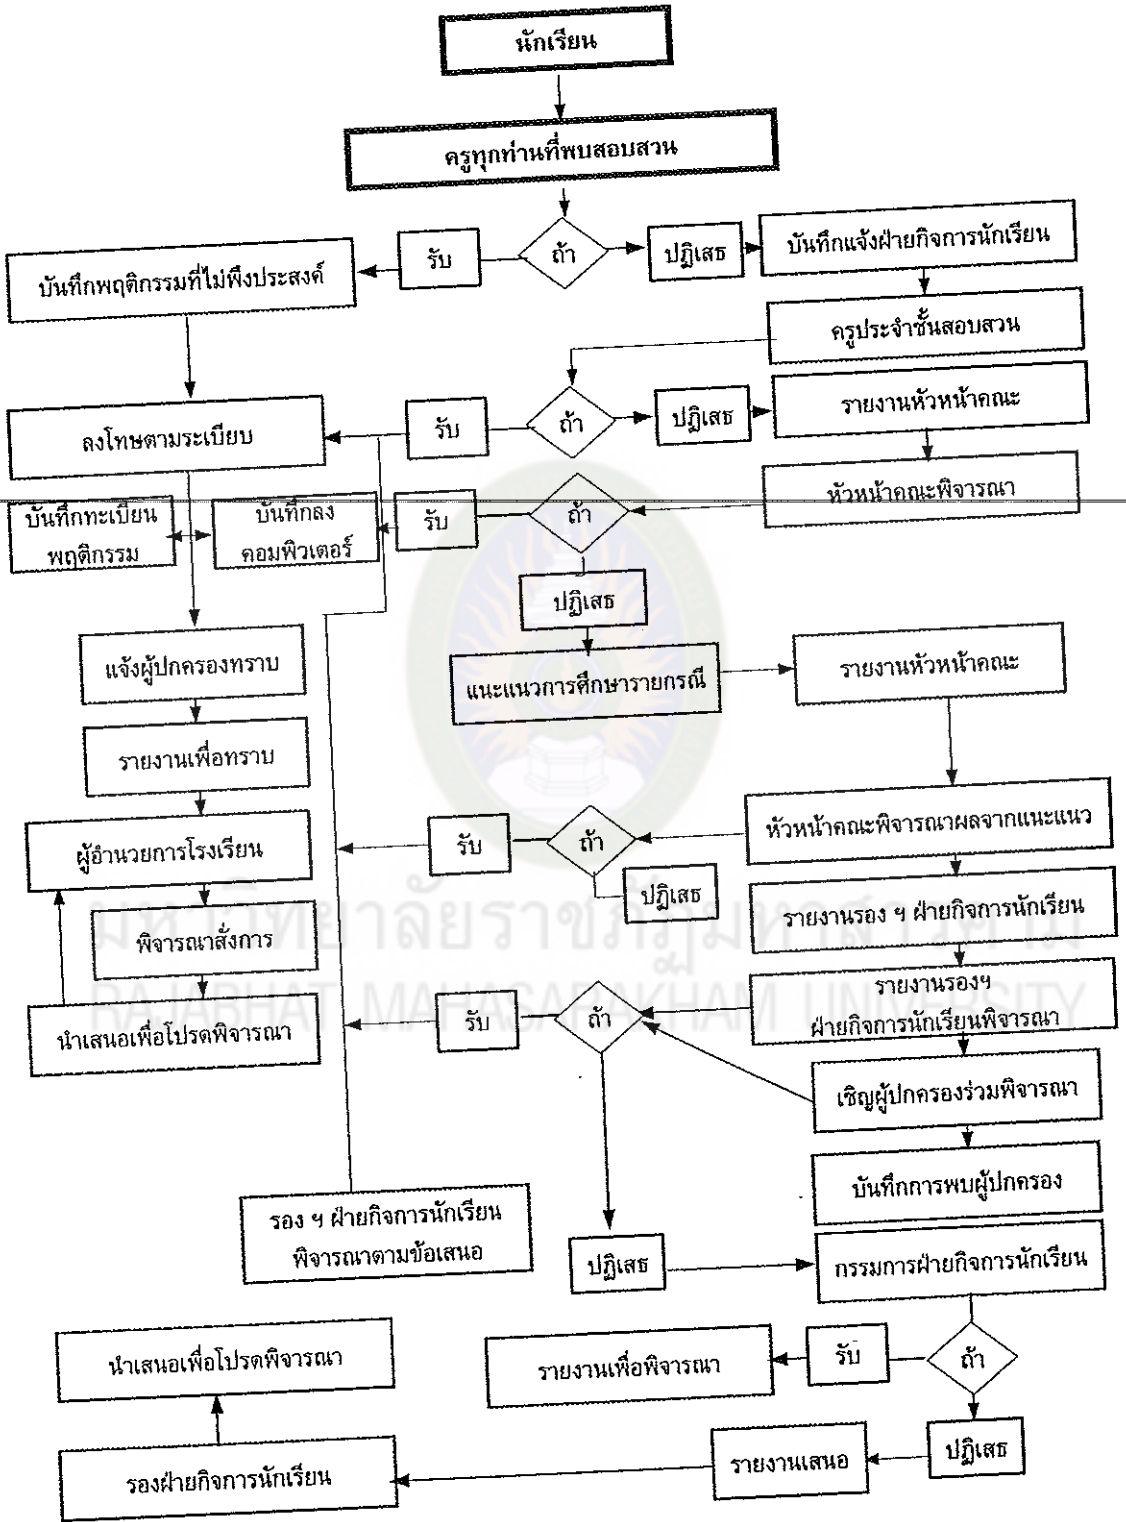 นักเรียน
ครูทุกท่านที่พบสอบสวน
บันทึกพฤติกรรมที่ไม่พึงประสงค์
รับ
ถ้า
ปฏิเสธ
บันทึกแจ้งฝ่ายกิจการนักเรียน
ครูประจำชั้นสอบสวน
ลงโทษตามระเบียบ
รับ
ถ้า
ปฏิเสธ
รายงานหัวหน้าคณะ
หัวหน้าคณะพิจารณา
บันทึกทะเบียน
พฤติกรรม
บันทึกลง
คอมพิวเตอร์
รับ
ถ้า
ปฏิเสธ
แจ้งผู้ปกครองทราบ
แนะแนวการศึกษารายกรณี
รายงานหัวหน้าคณะ
รายงานเพื่อทราบ
ผู้อำนวยการโรงเรียน
รับ
ถ้า
หัวหน้าคณะพิจารณาผลจากแนะแนว
ปฏิเสธ
รายงานรอง ฯ ฝ่ายกิจการนักเรียน
มหาวิทยาลัยราชภัฏมหาสารคาม
RAJABHAT MAHASARAKHAM UNIVERSITY
พิจารณาสั่งการ
นำเสนอเพื่อโปรดพิจารณา
รับ
ถ้า
รายงานรองฯ
ฝ่ายกิจการนักเรียนพิจารณา
เชิญผู้ปกครองร่วมพิจารณา
บันทึกการพบผู้ปกครอง
รอง ฯ ฝ่ายกิจการนักเรียน
พิจารณาตามข้อเสนอ
ปฏิเสธ
กรรมการฝ่ายกิจการนักเรียน
นำเสนอเพื่อโปรดพิจารณา
รายงานเพื่อพิจารณา
รับ
ถ้า
รองฝ่ายกิจการนักเรียน
รายงานเสนอ
ปฏิเสธ